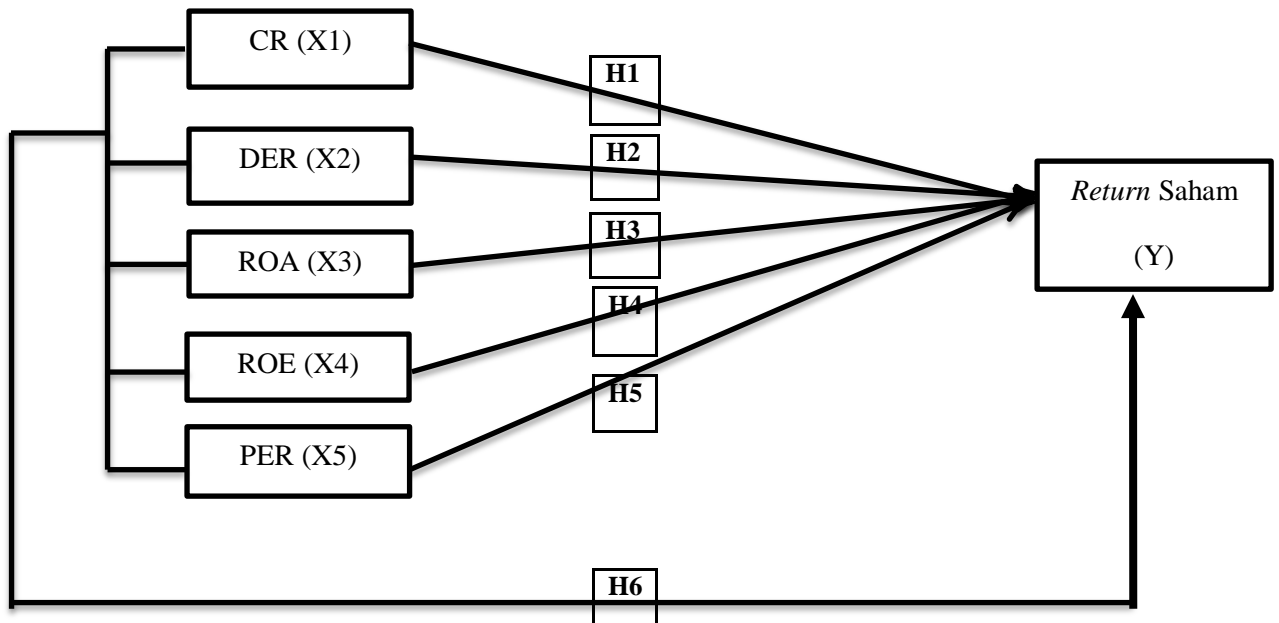 CR (X1)
H1
DER (X2)
H2
Return Saham
(Y)
ROA (X3)
H3
ROE (X4)
H4
PER (X5)
H5
H6